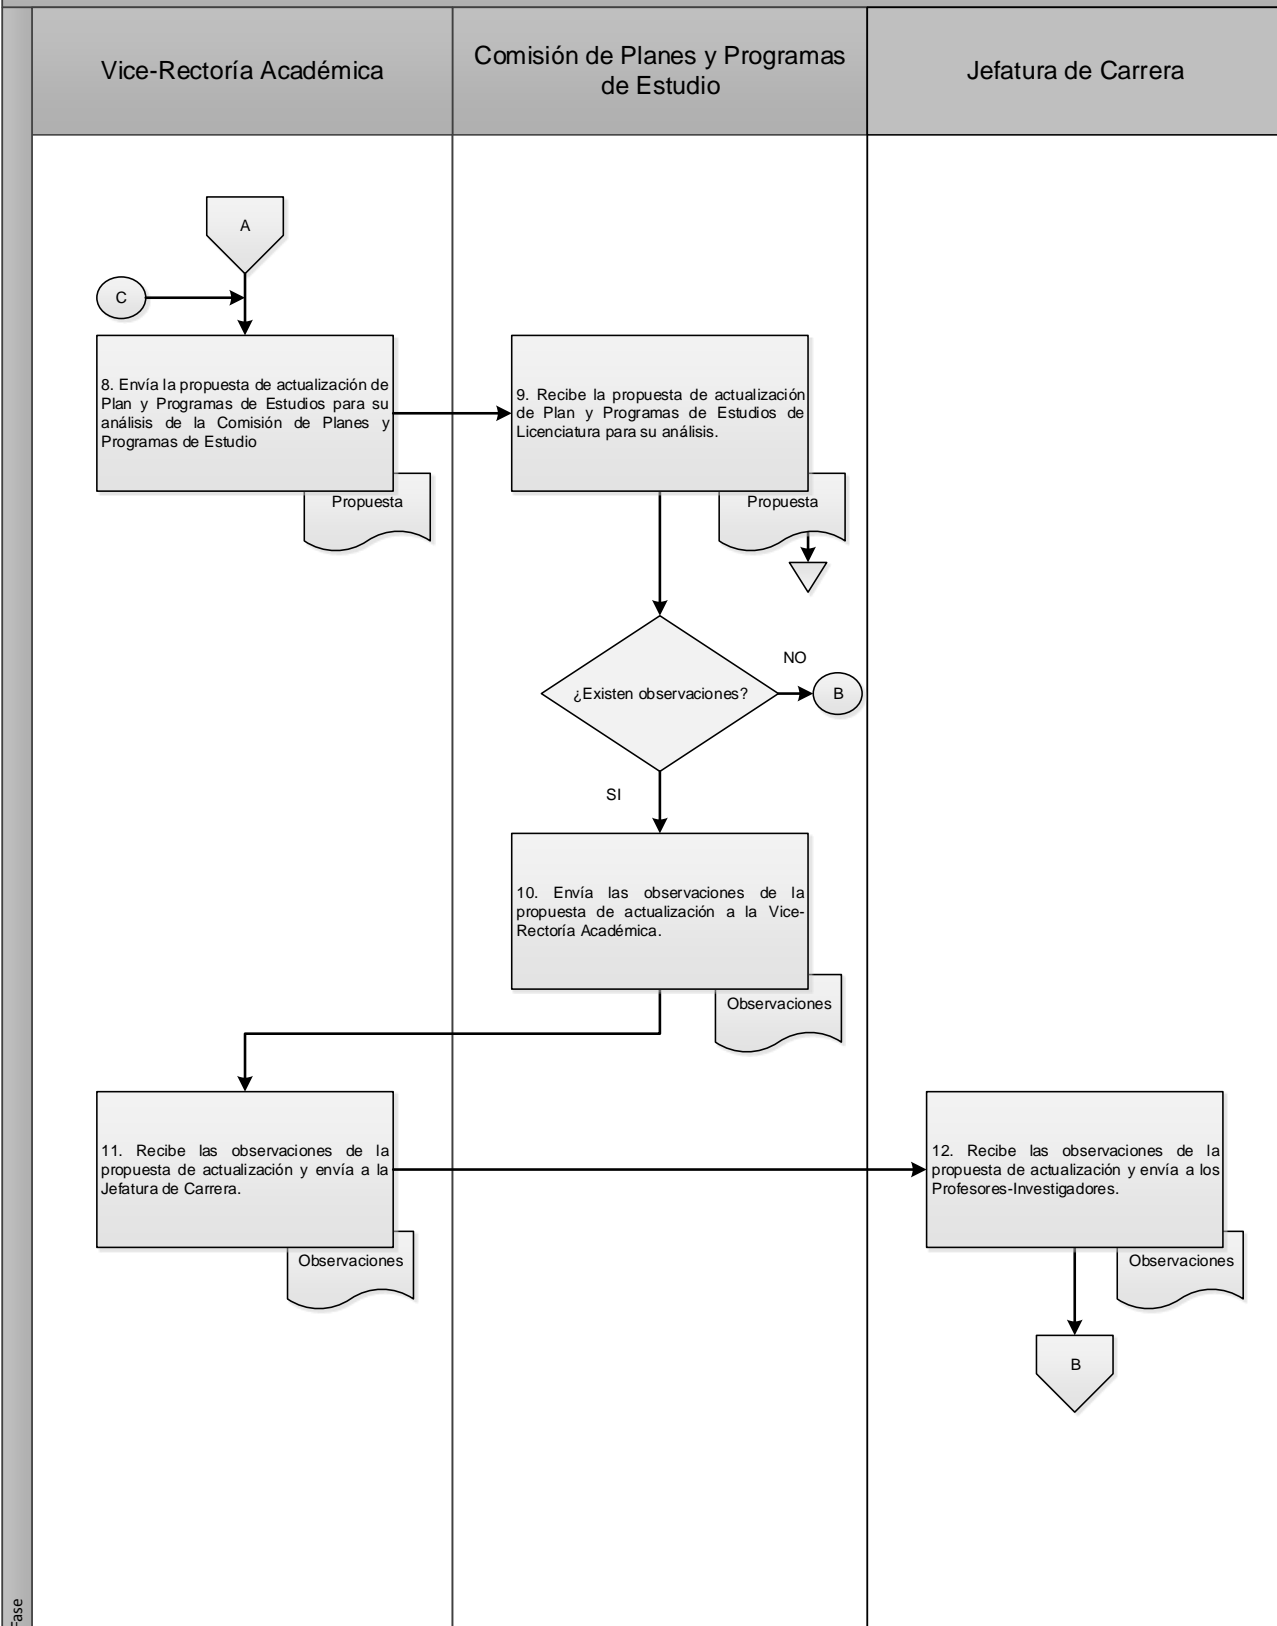 Vice-Rectoría Académica
Comisión de Planes y Programas
de Estudio
Jefatura de Carrera
A
C
8. Envía la propuesta de actualización de
Plan y Programas de Estudios para su
análisis de la Comisión de Planes y
Programas de Estudio
Propuesta
9. Recibe la propuesta de actualización
de Plan y Programas de Estudios de
Licenciatura para su análisis.
Propuesta
¿Existen observaciones?
NO
B
SI
10. Envía las observaciones de la
propuesta de actualización a la Vice-
Rectoría Académica.
Observaciones
11. Recibe las observaciones de la
propuesta de actualización y envía a la
Jefatura de Carrera.
Observaciones
12. Recibe las observaciones de la
propuesta de actualización y envía a los
Profesores-Investigadores.
Observaciones
B
Fase